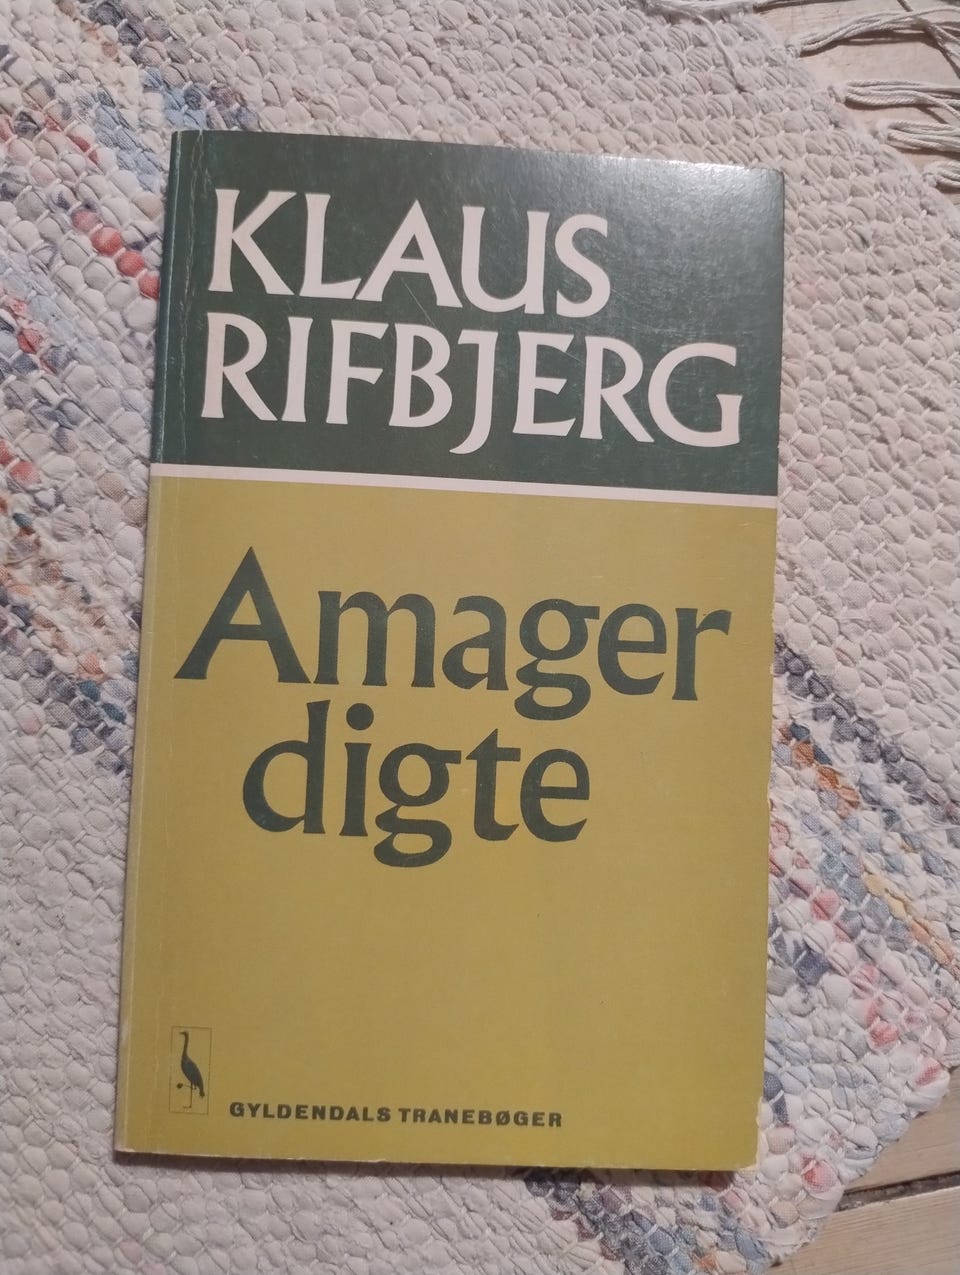 KLAUS
RIFBJERG
Amager
digte
GYLDENDALS TRANEBØGER